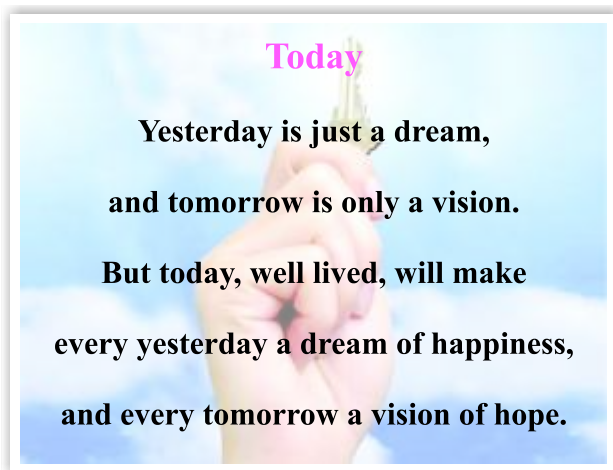 Today
Yesterday is just a dream,
and tomorrow is only a vision.
But today, well lived, will make
every yesterday a dream of happiness,
and every tomorrow a vision of hope.